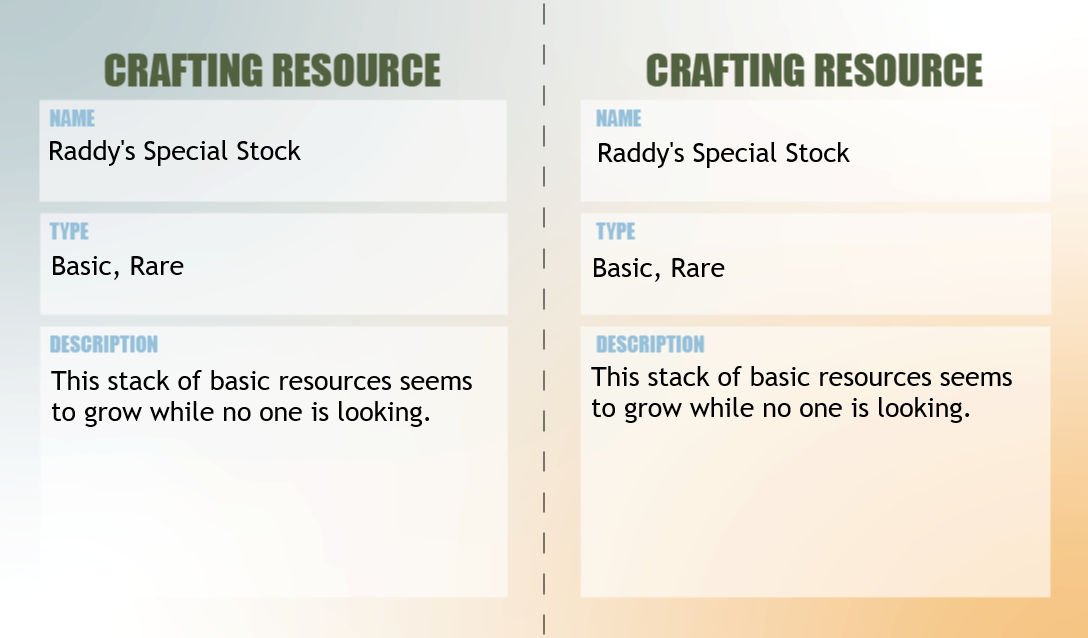 CRAFTING RESOURCE
NAME
Raddy's Special Stock
TYPE
Basic, Rare
DESCRIPTION
This stack of basic resources seems
to grow while no one is looking.
CRAFTING RESOURCE
NAME
Raddy's Special Stock
TYPE
Basic, Rare
DESCRIPTION
This stack of basic resources seems
to grow while no one is looking.